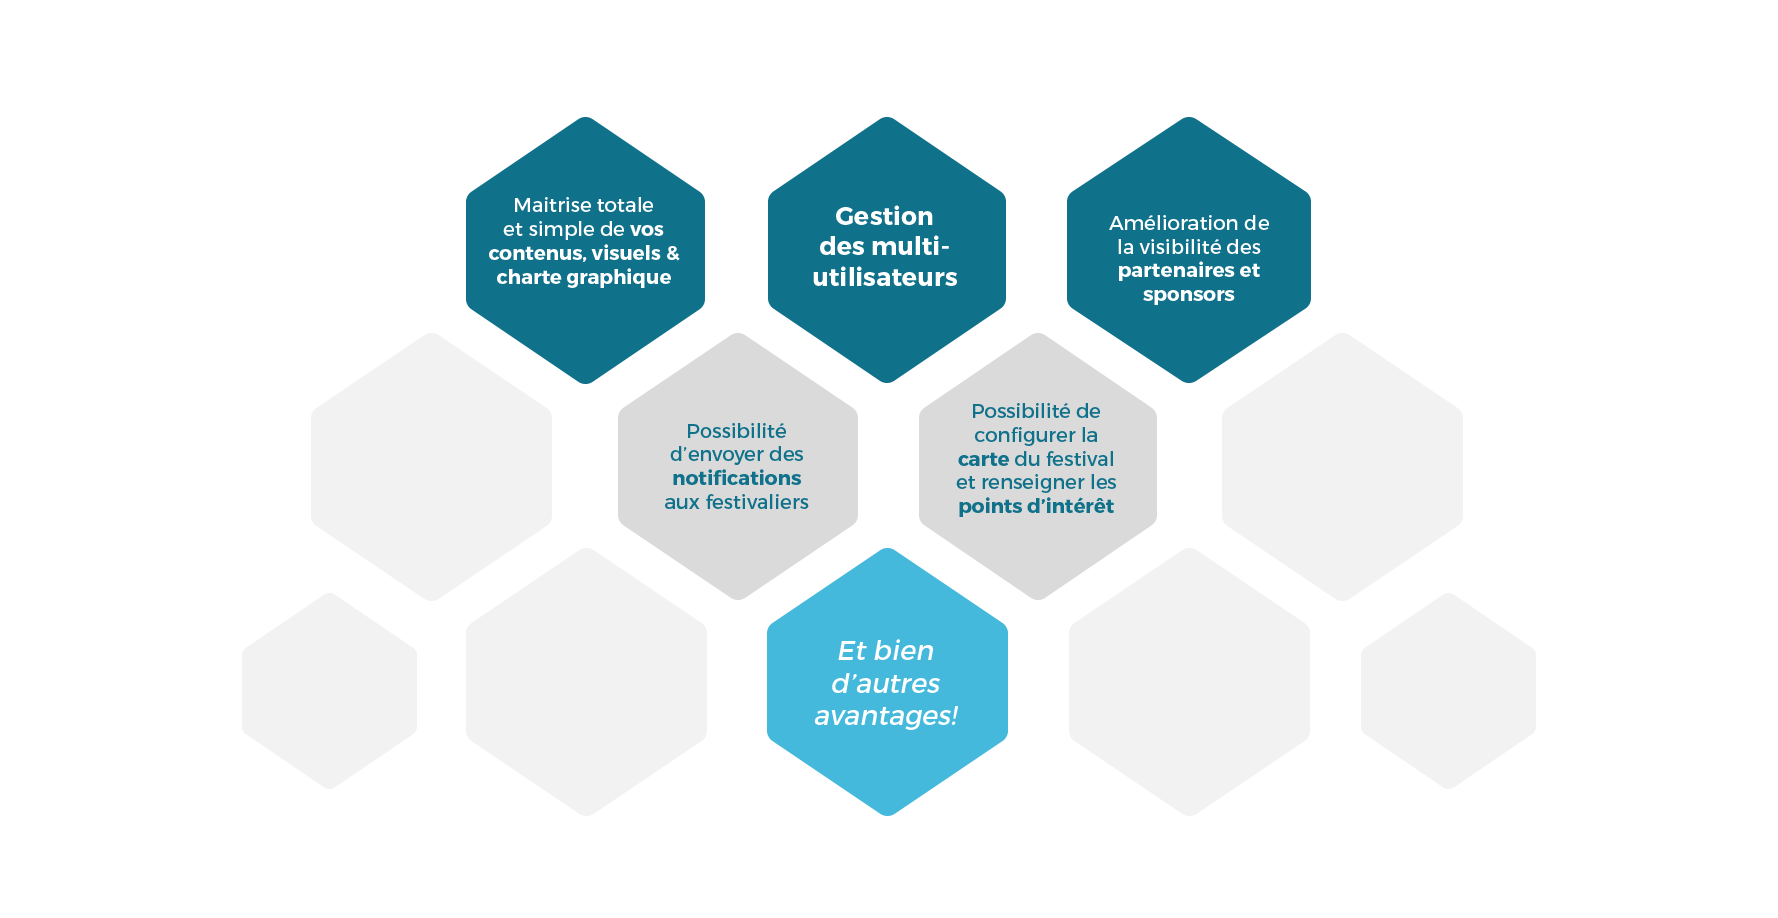 Maitrise totale
et simple de vos
contenus, visuels &
charte graphique
Gestion
des multi-
utilisateurs
Amélioration de
la visibilité des
partenaires et
sponsors
Possibilité
d’envoyer des
notifications
aux festivaliers
Possibilité de
configurer la
carte du festival
et renseigner les
points d’intérêt
Et bien
d’autres
avantages!